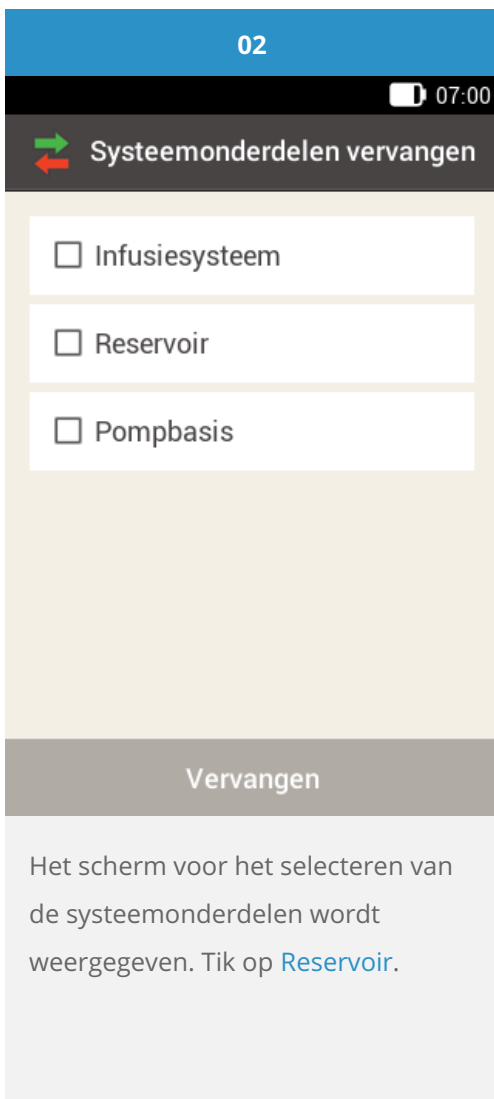 02
07:00
Systeemonderdelen vervangen
Infusiesysteem
Reservoir
Pompbasis
Vervangen
Het scherm voor het selecteren van
de systeemonderdelen wordt
weergegeven. Tik op Reservoir.